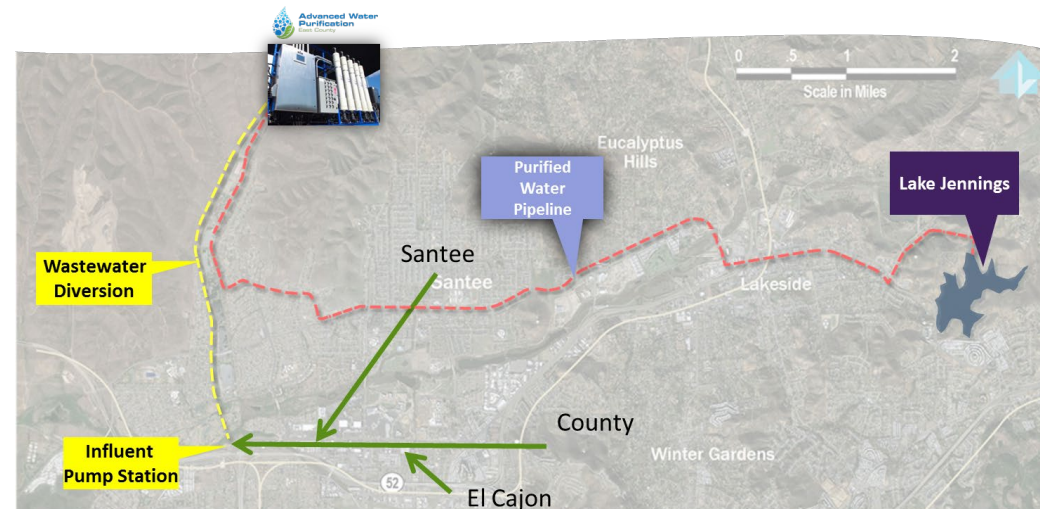 Advanced Water
Purification
East County
0 .5 1 2
Scale in Miles
Eucalyptus
Hills
Purified
Water
Pipeline
Lake Jennings
Santee
Wastewater
Diversion
Santee
Lakeside
County
Influent
Pump Station
Winter Gardens
52
El Cajon